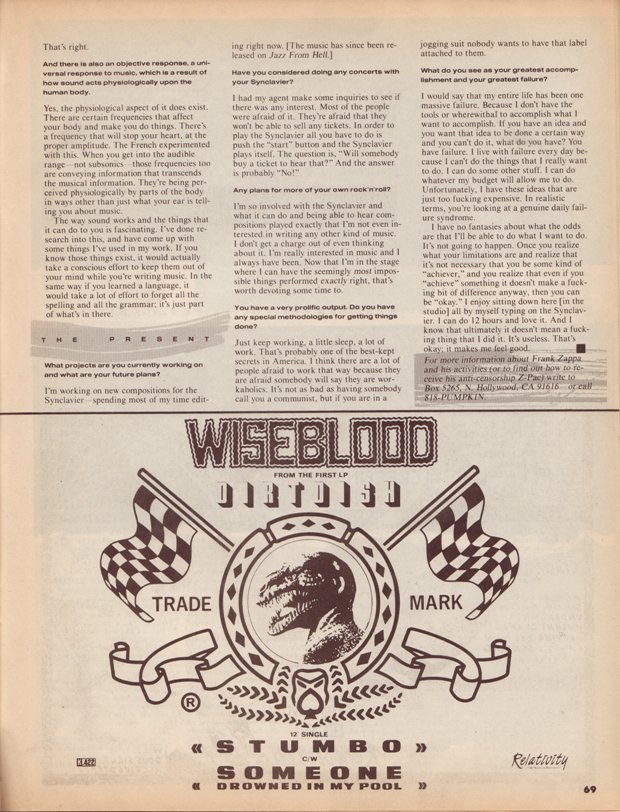 That's right.
And there is also an objective response, a uni-
versal response to music, which is a result of
how sound acts physiologically upon the
human body.
Yes, the physiological aspect of it does exist.
There are certain frequencies that affect
your body and make you do things. There's
a frequency that will stop your heart, at the
proper amplitude. The French experimented
with this. When you get into the audible
range—not subsonics—those frequencies too
are conveying information that transcends
the musical information. They're being per-
ceived physiologically by parts of the body
in ways other than just what your ear is tell-
ing you about music.
The way sound works and the things that
it can do to you is fascinating. I've done re-
search into this, and have come up with
some things I've used in my work. If you
know those things exist, it would actually
take a conscious effort to keep them out of
your mind while you're writing music. In the
same way if you learned a language, it
would take a lot of effort to forget all the
spelling and all the grammar; it's just part
of what's in there.
THE PRESENT
What projects are you currently working on
and what are your future plans?
I'm working on new compositions for the
Synclavier—spending most of my time edit-
ing right now. [The music has since been re-
leased on Jazz From Hell.]
Have you considered doing any concerts with
your Synclavier?
I had my agent make some inquiries to see if
there was any interest. Most of the people
were afraid of it. They're afraid that they
won't be able to sell any tickets. In order to
play the Synclavier all you have to do is
push the "start" button and the Synclavier
plays itself. The question is, "Will somebody
buy a ticket to hear that?" And the answer
is probably "No!"
Any plans for more of your own rock'n'roll?
I'm so involved with the Synclavier and
what it can do and being able to hear com-
positions played exactly that I'm not even in-
terested in writing any other kind of music.
I don't get a charge out of even thinking
about it. I'm really interested in music and I
always have been. Now that I'm in the stage
where I can have the seemingly most impos-
sible things performed exactly right, that's
worth devoting some time to.
You have a very prolific output. Do you have
any special methodologies for getting things
done?
Just keep working, a little sleep, a lot of
work. That's probably one of the best-kept
secrets in America. I think there are a lot of
people afraid to work that way because they
are afraid somebody will say they are wor-
kaholics. It's not as bad as having somebody
call you a communist, but if you are in a
jogging suit nobody wants to have that label
attached to them.
What do you see as your greatest accomp-
lishment and your greatest failure?
I would say that my entire life has been one
massive failure. Because I don't have the
tools or wherewithal to accomplish what I
want to accomplish. If you have an idea and
you want that idea to be done a certain way
and you can't do it, what do you have? You
have failure. I live with failure every day be-
cause I can't do the things that I really want
to do. I can do some other stuff. I can do
whatever my budget will allow me to do.
Unfortunately, I have these ideas that are
just too fucking expensive. In realistic
terms, you're looking at a genuine daily fail-
ure syndrome.
I have no fantasies about what the odds
are that I'll be able to do what I want to do.
It's not going to happen. Once you realize
what your limitations are and realize that
it's not necessary that you be some kind of
"achiever," and you realize that even if you
"achieve" something it doesn't make a fuck-
ing bit of difference anyway, then you can
be "okay." I enjoy sitting down here [in the
studio] all by myself typing on the Synclav-
ier. I can do 12 hours and love it. And I
know that ultimately it doesn't mean a fuck-
ing thing that I did it. It's useless. That's
okay; it makes me feel good.
For more information about Frank Zappa
and his activities (or to find out how to re-
ceive his anti-censorship Z-Pac) write to
Box 5265, N. Hollywood, CA 91616—or call
818-PUMPKIN.
WISEBLOOD
FROM THE FIRST LP
DIRTDISH
TRADE MARK
®
12 SINGLE
« STUMBO »
C/W
SOMEONE
« DROWNED IN MY POOL »
Relativity
69